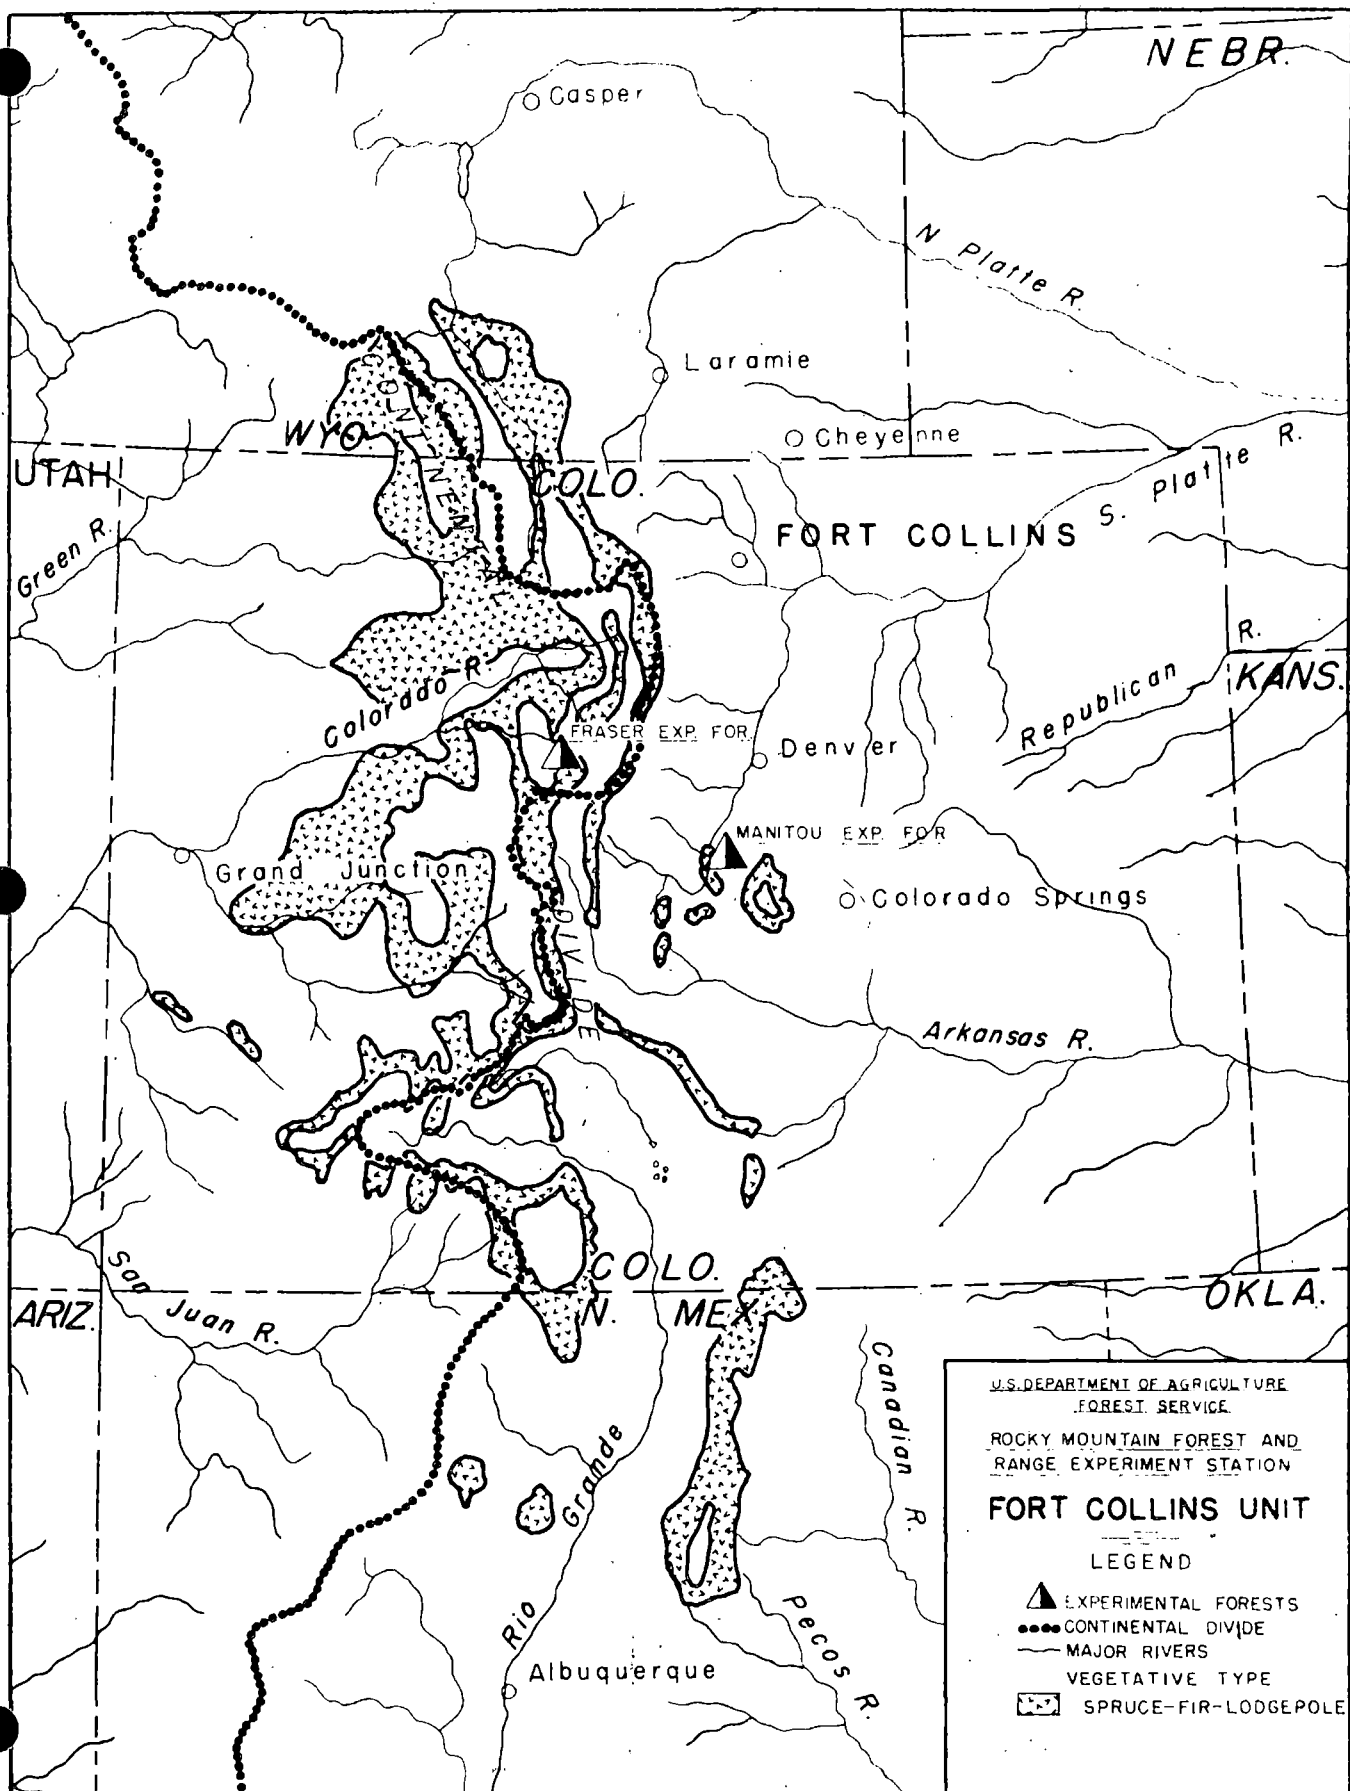 NEBR.
Casper
N Platte R.
Laramie
WYO.
Cheyenne
UTAH
COLO.
S. Platte R.
FORT COLLINS
Green R.
CONTINENTAL
R.
KANS.
Colorado R.
Republican
FRASER EXP. FOR.
Denver
MANITOU EXP. FOR
Grand Junction
Colorado Springs
DIVIDE
Arkansas R.
San Juan R.
COLO.
ARIZ.
N. MEX.
OKLA.
Canadian R.
Rio Grande
Pecos R.
Albuquerque
U.S. DEPARTMENT OF AGRICULTURE
FOREST SERVICE
ROCKY MOUNTAIN FOREST AND
RANGE EXPERIMENT STATION
FORT COLLINS UNIT
LEGEND
EXPERIMENTAL FORESTS
CONTINENTAL DIVIDE
MAJOR RIVERS
VEGETATIVE TYPE
SPRUCE-FIR-LODGEPOLE